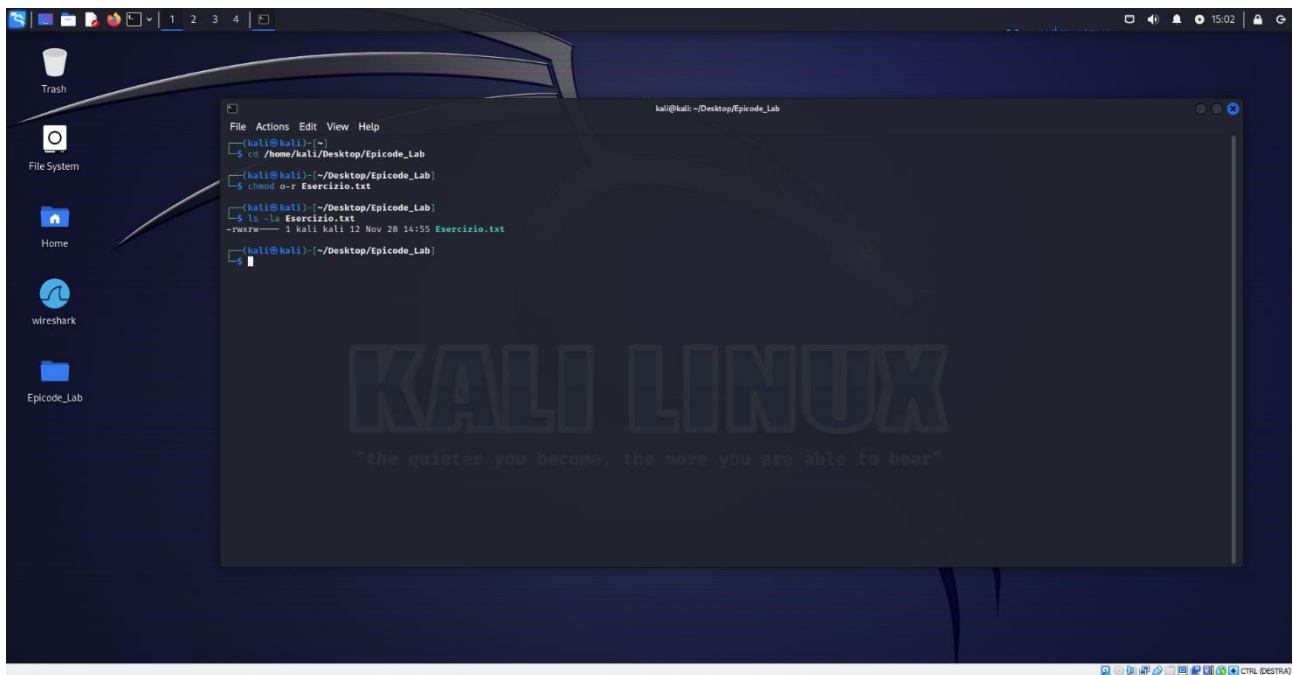 1 2 3 4
15:02
Trash
File System
Home
wireshark
Epicode_Lab
kali@kali: ~/Desktop/Epicode_Lab
File Actions Edit View Help
┌──(kali㉿kali)-[~]
└─$ cd /home/kali/Desktop/Epicode_Lab
┌──(kali㉿kali)-[~/Desktop/Epicode_Lab]
└─$ chmod o-r Esercizio.txt
┌──(kali㉿kali)-[~/Desktop/Epicode_Lab]
└─$ ls -la Esercizio.txt
-rwxrw---- 1 kali kali 12 Nov 28 14:55 Esercizio.txt
┌──(kali㉿kali)-[~/Desktop/Epicode_Lab]
└─$
KALI LINUX
"the quieter you become, the more you are able to hear"
CTRL (DESTRA)